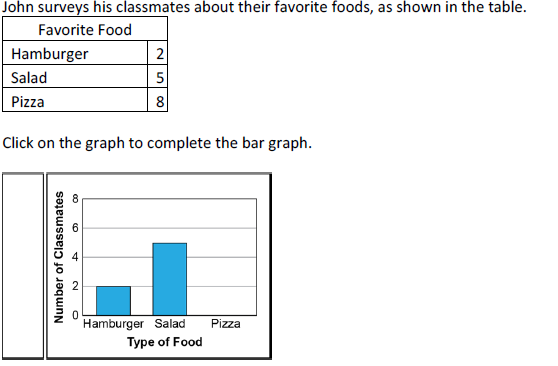 John surveys his classmates about their favorite foods, as shown in the table.
Favorite Food
Hamburger 2
Salad 5
Pizza 8
Click on the graph to complete the bar graph.
Number of Classmates
8
6
4
2
0
Hamburger Salad Pizza
Type of Food